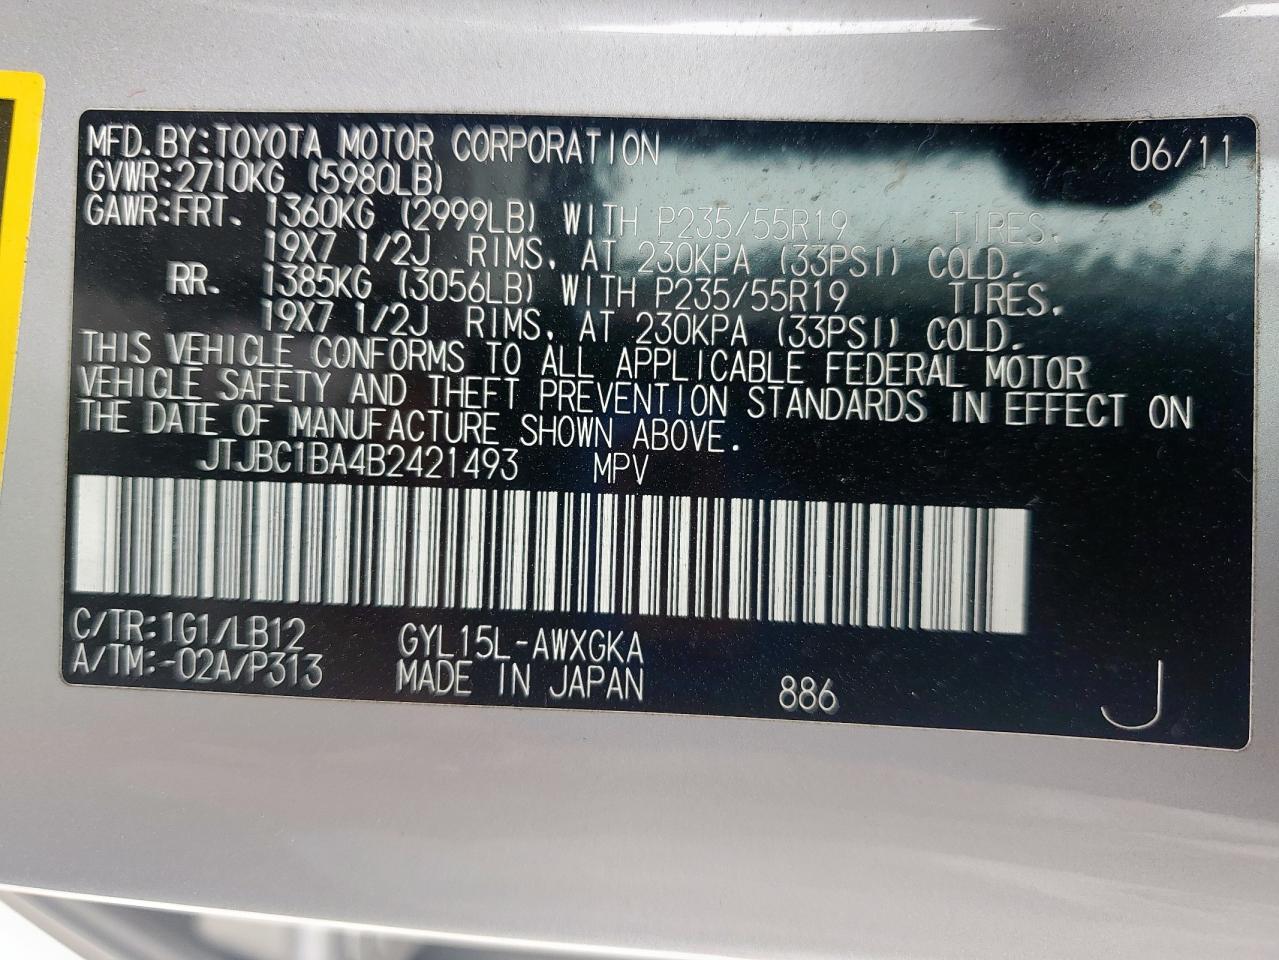 MFD. BY: TOYOTA MOTOR CORPORATION 06/11
GVWR: 2710KG (5980LB)
GAWR: FRT. 1360KG (2999LB) WITH P235/55R19 TIRES,
19X7 1/2J RIMS, AT 230KPA (33PSI) COLD.
RR. 1385KG (3056LB) WITH P235/55R19 TIRES,
19X7 1/2J RIMS, AT 230KPA (33PSI) COLD.
THIS VEHICLE CONFORMS TO ALL APPLICABLE FEDERAL MOTOR
VEHICLE SAFETY AND THEFT PREVENTION STANDARDS IN EFFECT ON
THE DATE OF MANUFACTURE SHOWN ABOVE.
JTJBC1BA4B2421493 MPV
C/TR: 1G1/LB12 GYL15L-AWXGKA
A/TM: -02A/P313 MADE IN JAPAN 886 J